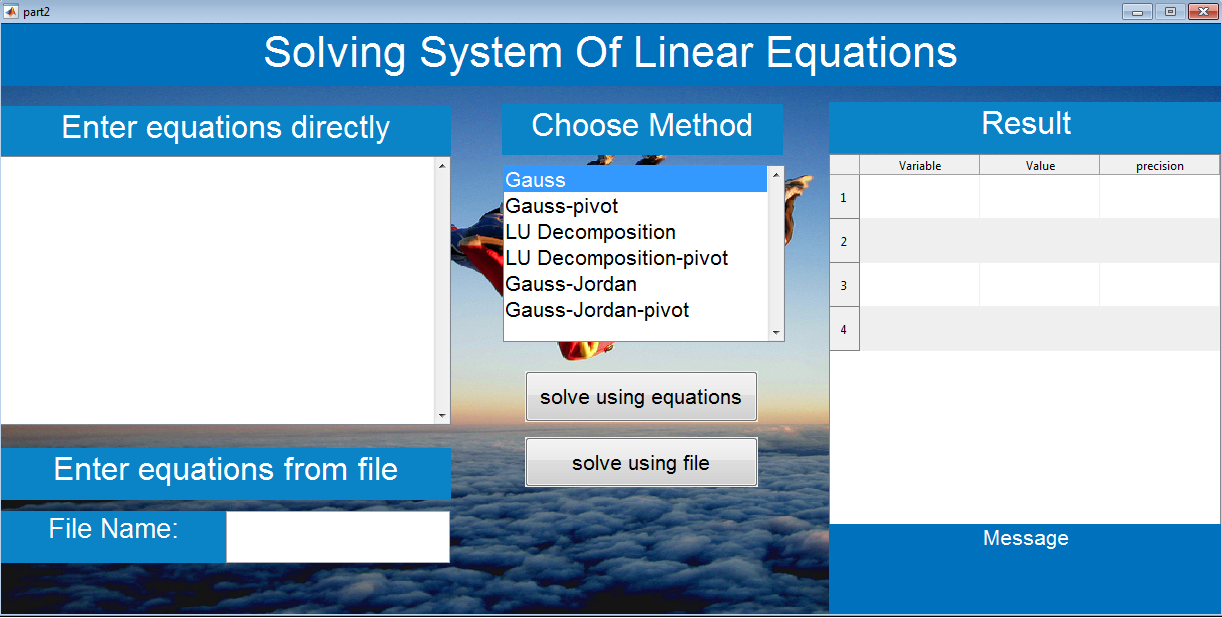 part2
Solving System Of Linear Equations
Enter equations directly
Choose Method
Gauss
Gauss-pivot
LU Decomposition
LU Decomposition-pivot
Gauss-Jordan
Gauss-Jordan-pivot
solve using equations
solve using file
Enter equations from file
File Name:
Result
Variable Value precision
1
2
3
4
Message